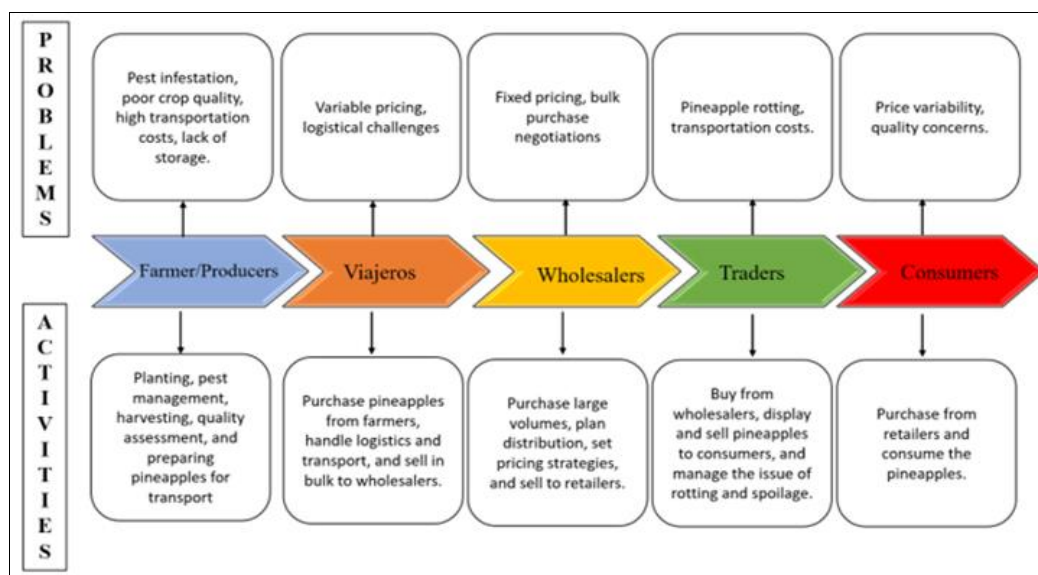 PROBLEMS
Pest infestation,
poor crop quality,
high transportation
costs, lack of
storage.
Variable pricing,
logistical challenges
Fixed pricing, bulk
purchase
negotiations
Pineapple rotting,
transportation costs.
Price variability,
quality concerns.
Farmer/Producers
Viajeros
Wholesalers
Traders
Consumers
ACTIVITIES
Planting, pest
management,
harvesting, quality
assessment, and
preparing
pineapples for
transport
Purchase pineapples
from farmers,
handle logistics and
transport, and sell in
bulk to wholesalers.
Purchase large
volumes, plan
distribution, set
pricing strategies,
and sell to retailers.
Buy from
wholesalers, display
and sell pineapples
to consumers, and
manage the issue of
rotting and spoilage.
Purchase from
retailers and
consume the
pineapples.